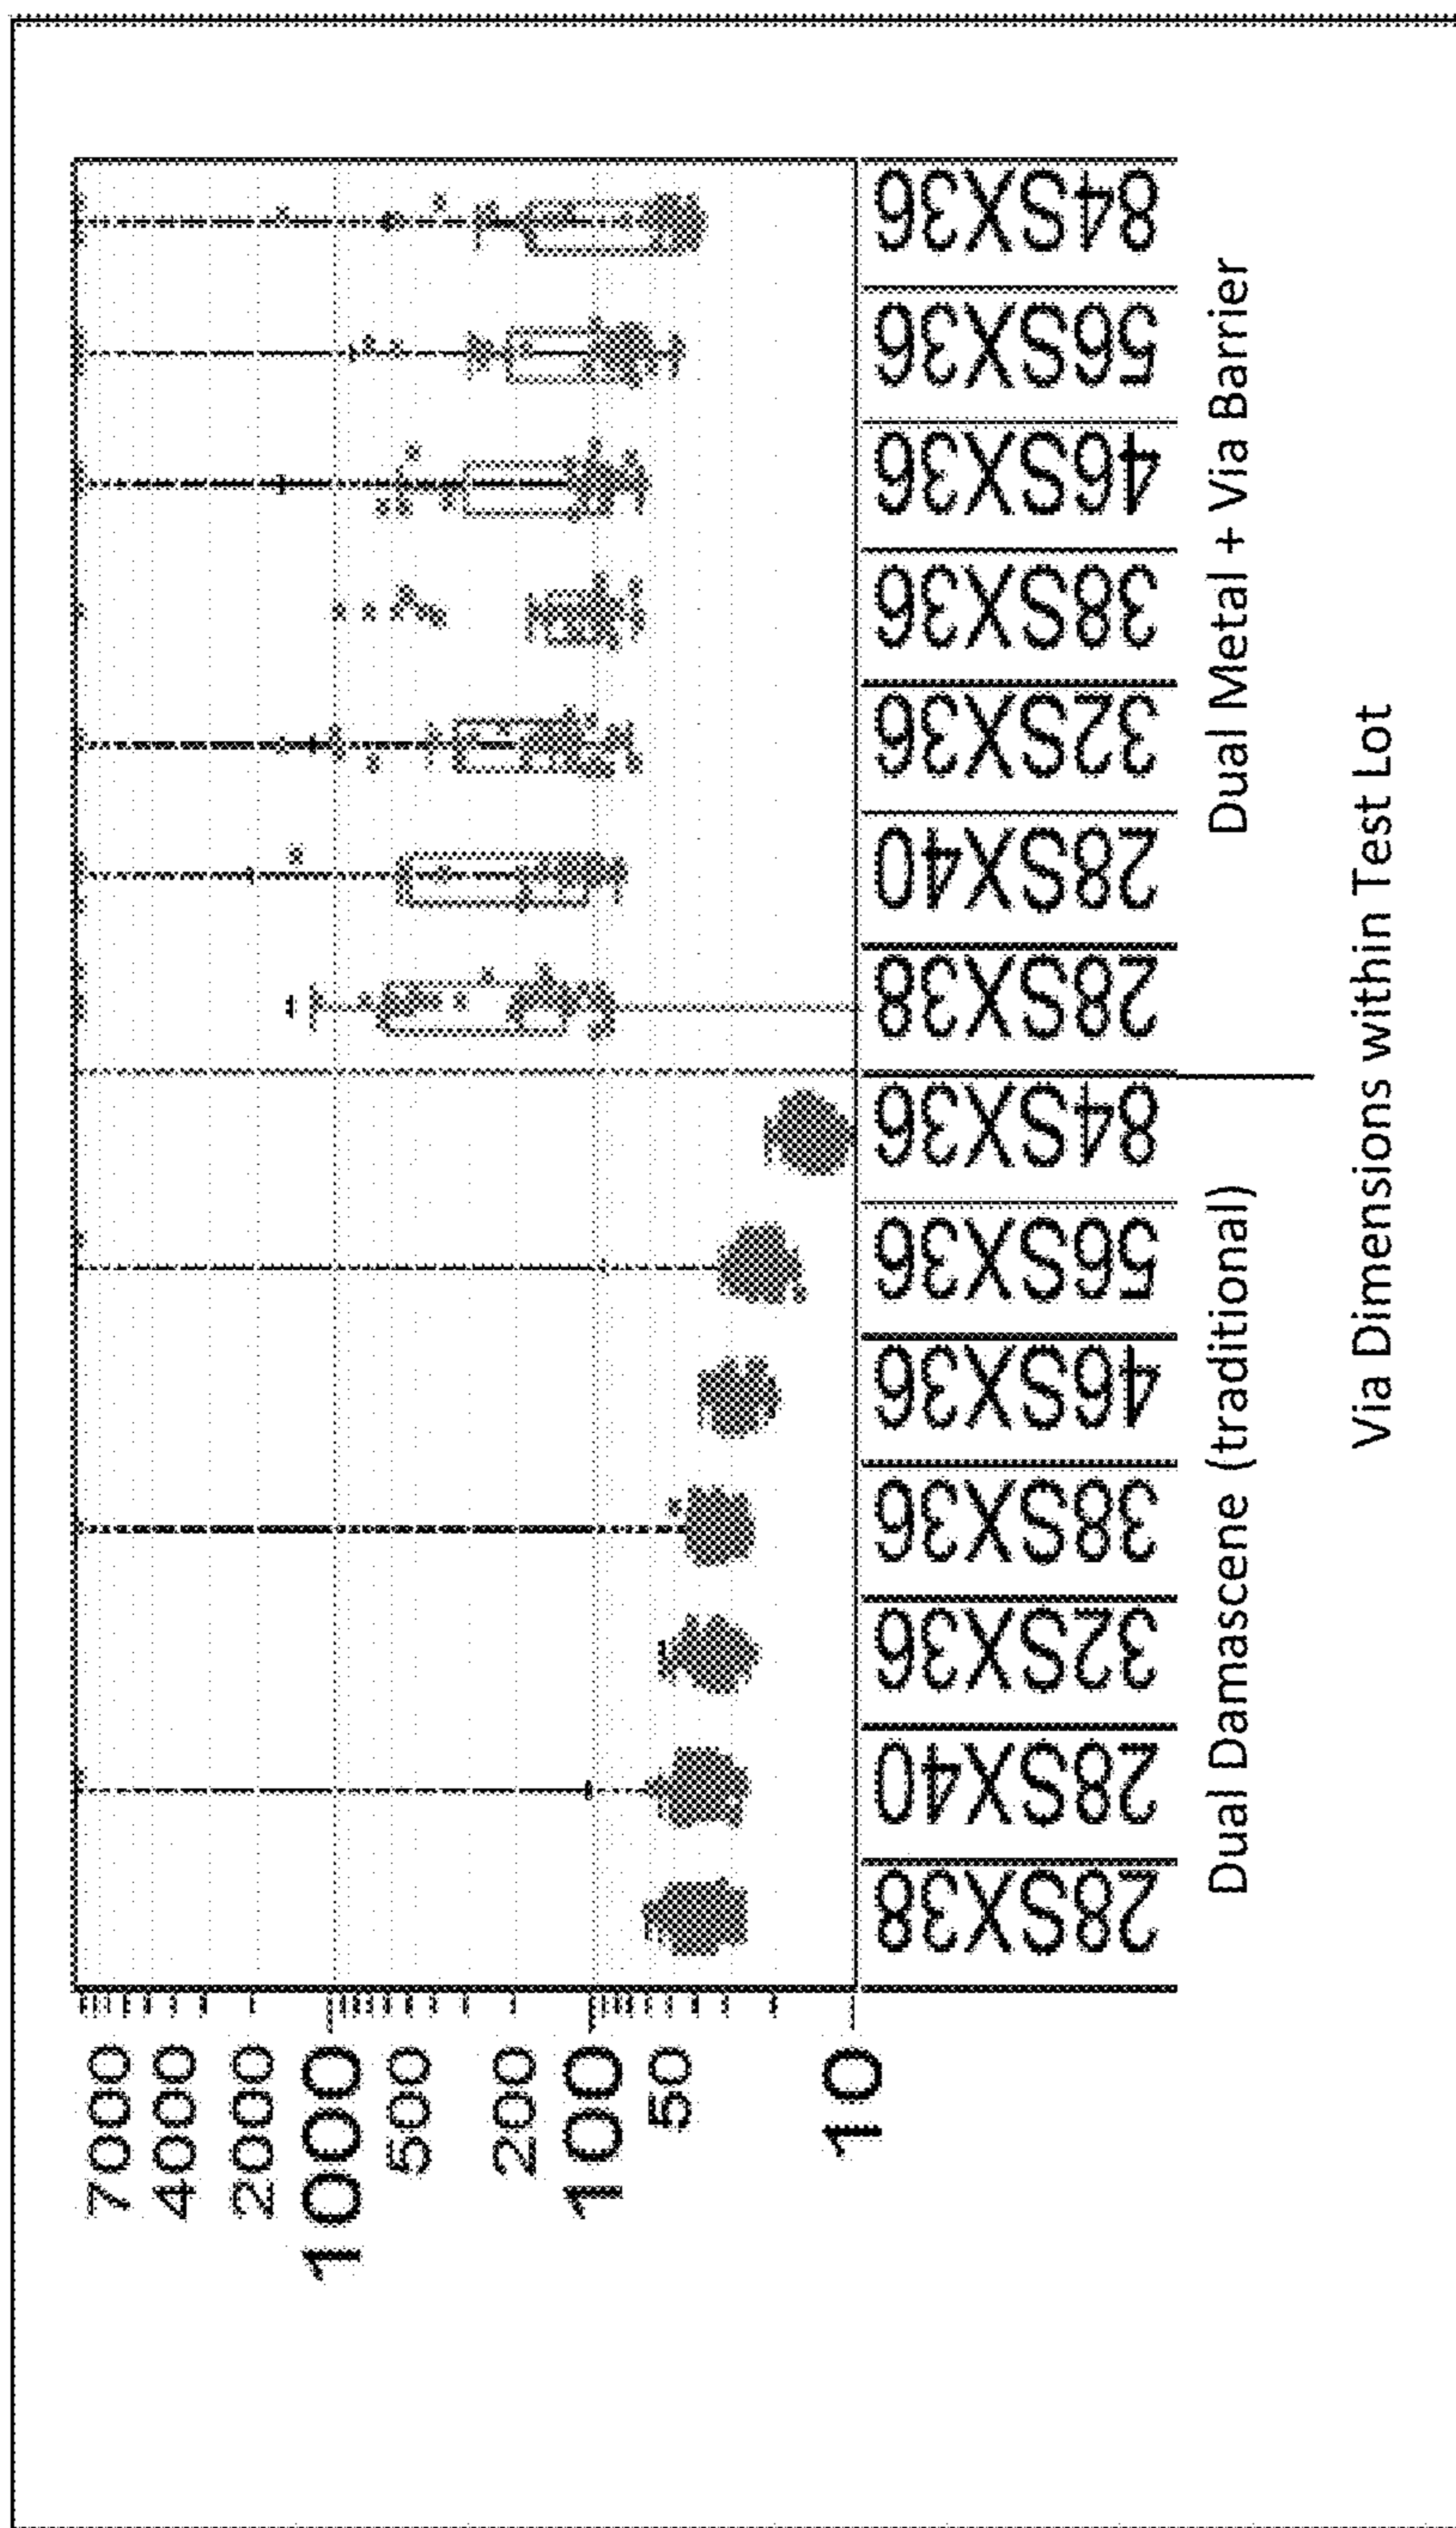 7000
4000
2000
1000
500
200
100
50
10
28SX38
28SX40
32SX36
38SX36
46SX36
56SX36
84SX36
28SX38
28SX40
32SX36
38SX36
46SX36
56SX36
84SX36
Dual Damascene (traditional)
Dual Metal + Via Barrier
Via Dimensions within Test Lot